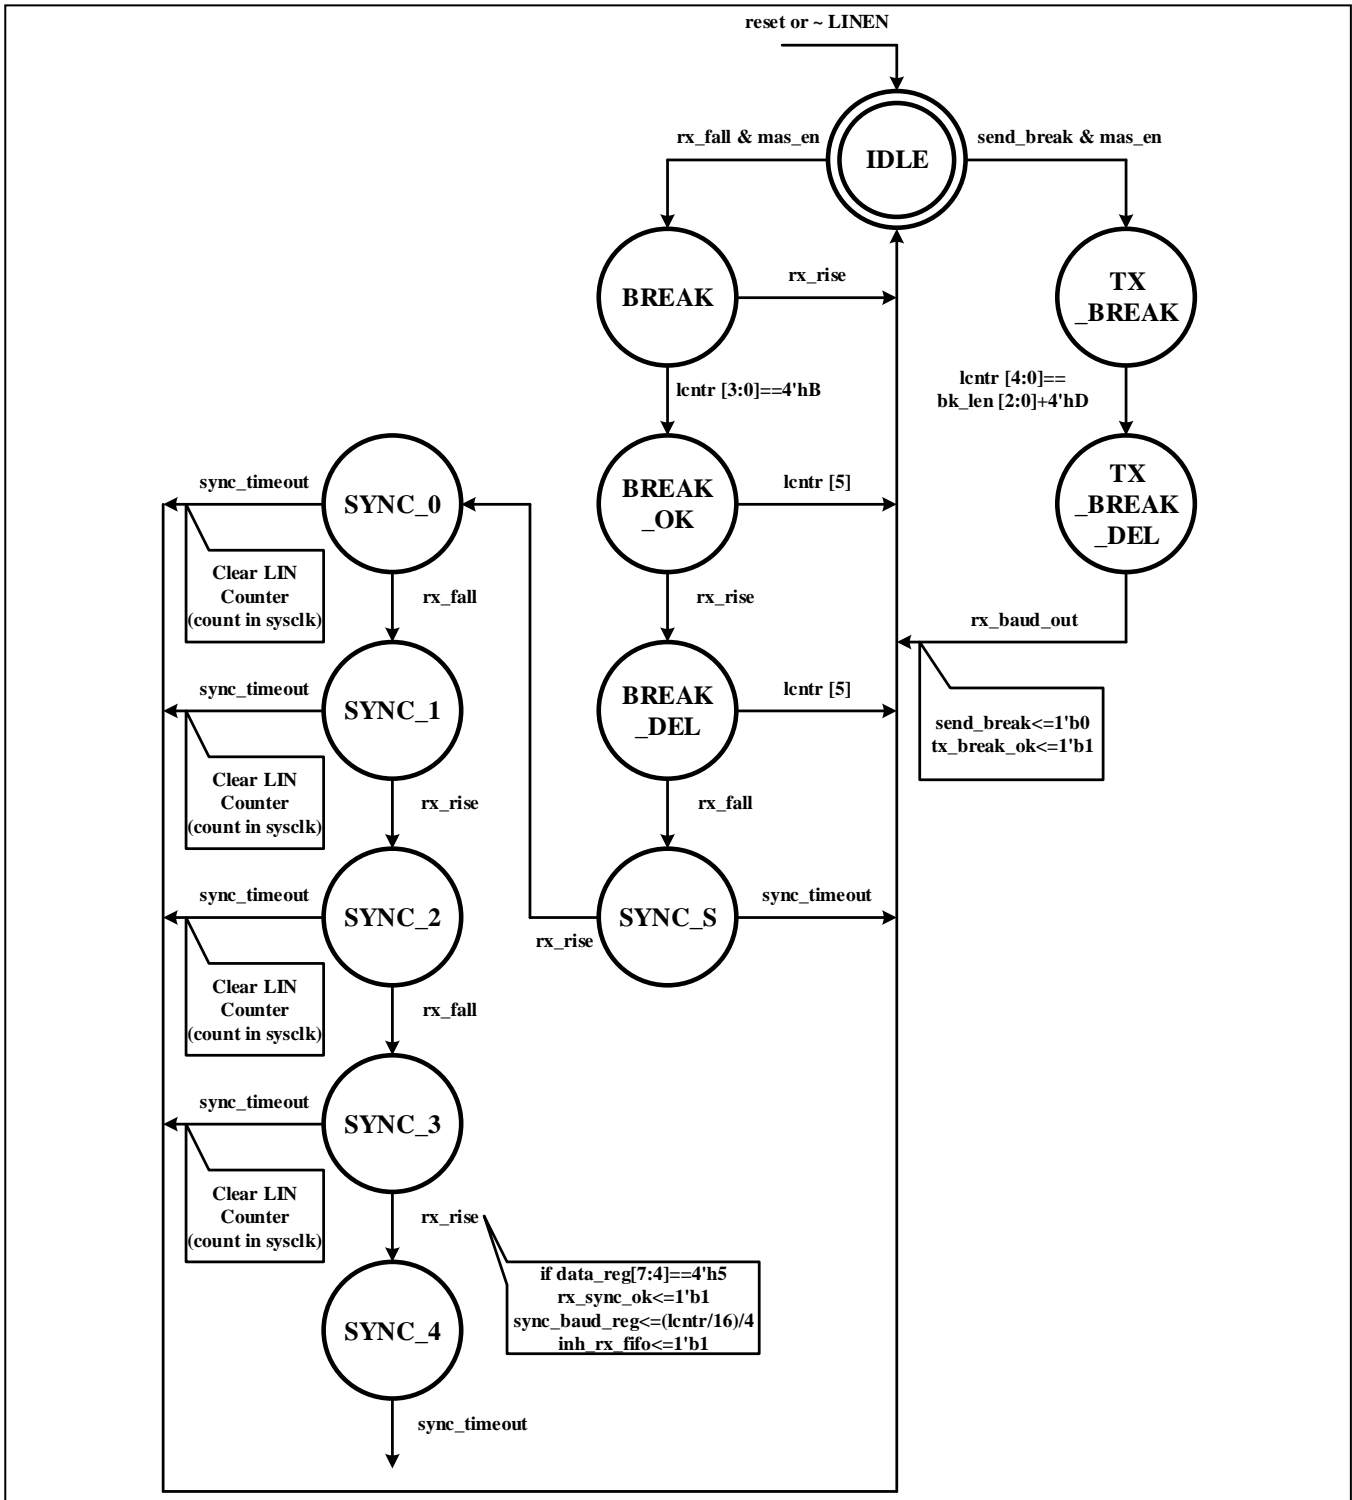 reset or ~ LINEN
rx_fall & mas_en
IDLE
send_break & mas_en
BREAK
rx_rise
TX
_BREAK
lcntr [3:0]==4'hB
lcntr [4:0]==
bk_len [2:0]+4'hD
sync_timeout
SYNC_0
BREAK
_OK
lcntr [5]
TX
_BREAK
_DEL
Clear LIN
Counter
(count in sysclk)
rx_fall
rx_rise
rx_baud_out
sync_timeout
SYNC_1
BREAK
_DEL
lcntr [5]
send_break<=1'b0
tx_break_ok<=1'b1
Clear LIN
Counter
(count in sysclk)
rx_rise
rx_fall
sync_timeout
SYNC_2
rx_rise
SYNC_S
sync_timeout
Clear LIN
Counter
(count in sysclk)
rx_fall
sync_timeout
SYNC_3
Clear LIN
Counter
(count in sysclk)
rx_rise
if data_reg[7:4]==4'h5
rx_sync_ok<=1'b1
sync_baud_reg<=(lcntr/16)/4
inh_rx_fifo<=1'b1
SYNC_4
sync_timeout